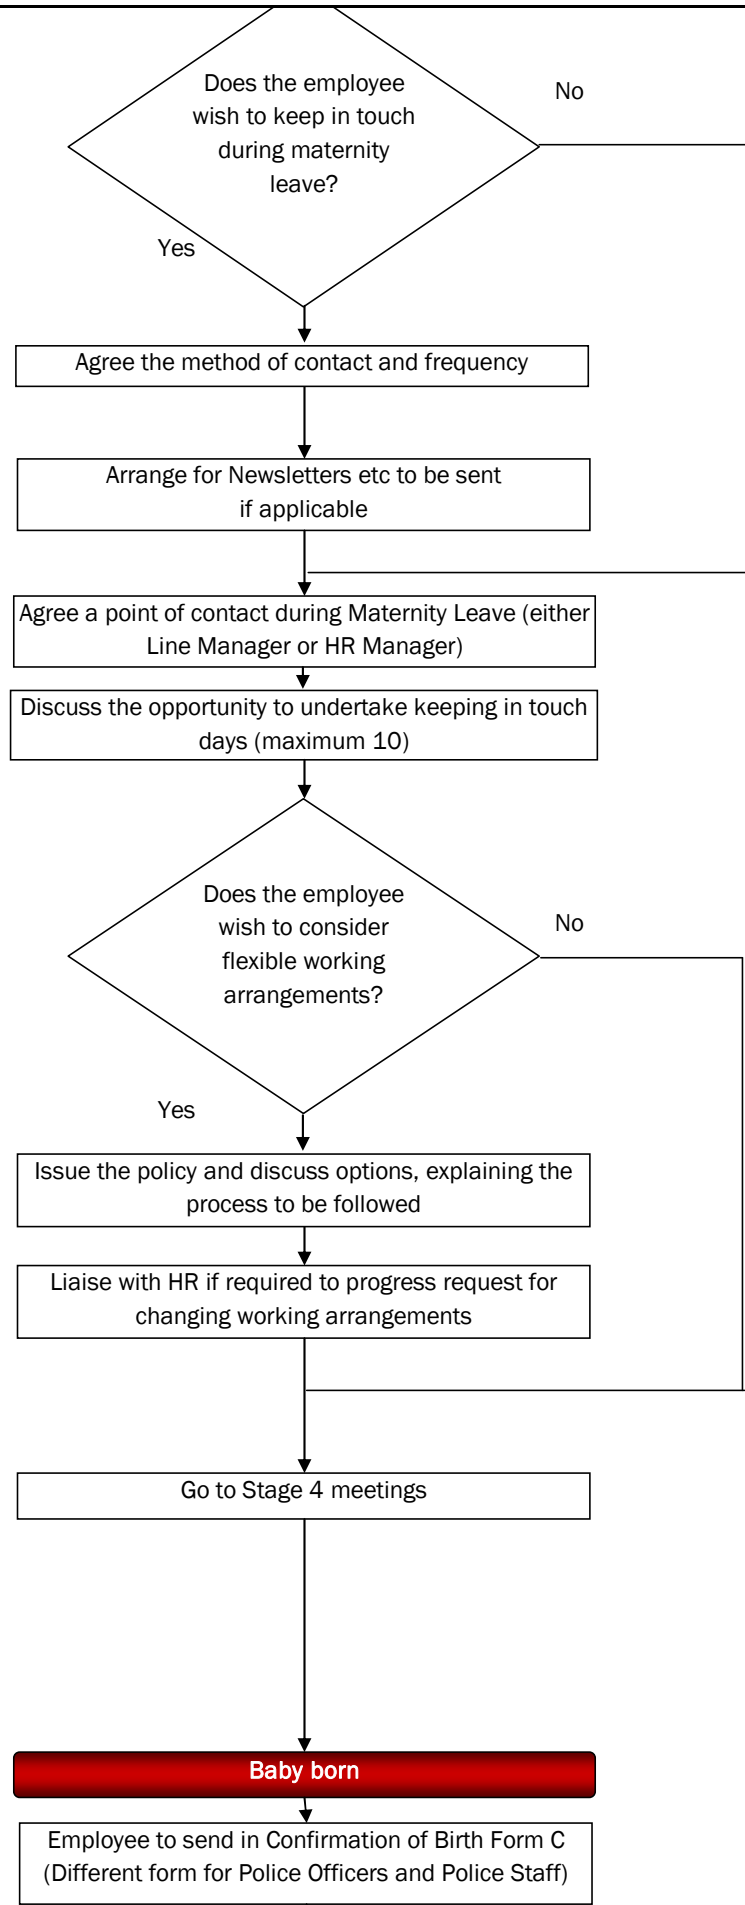 Does the employee
wish to keep in touch
during maternity
leave?
No
Yes
Agree the method of contact and frequency
Arrange for Newsletters etc to be sent
if applicable
Agree a point of contact during Maternity Leave (either
Line Manager or HR Manager)
Discuss the opportunity to undertake keeping in touch
days (maximum 10)
Does the employee
wish to consider
flexible working
arrangements?
No
Yes
Issue the policy and discuss options, explaining the
process to be followed
Liaise with HR if required to progress request for
changing working arrangements
Go to Stage 4 meetings
Baby born
Employee to send in Confirmation of Birth Form C
(Different form for Police Officers and Police Staff)